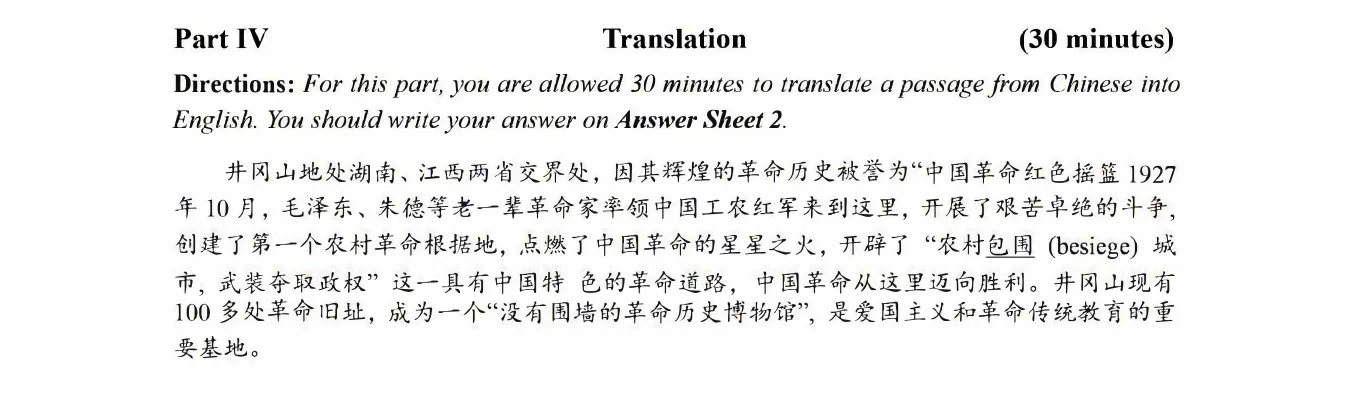 Part IV Translation (30 minutes)
Directions: For this part, you are allowed 30 minutes to translate a passage from Chinese into
English. You should write your answer on Answer Sheet 2.
井冈山地处湖南、江西两省交界处，因其辉煌的革命历史被誉为“中国革命红色摇篮 1927
年 10 月，毛泽东、朱德等老一辈革命家率领中国工农红军来到这里，开展了艰苦卓绝的斗争,
创建了第一个农村革命根据地，点燃了中国革命的星星之火，开辟了 “农村包围 (besiege) 城
市, 武装夺取政权” 这一具有中国特 色的革命道路，中国革命从这里迈向胜利。井冈山现有
100 多处革命旧址，成为一个“没有围墙的革命历史博物馆”, 是爱国主义和革命传统教育的重
要基地。